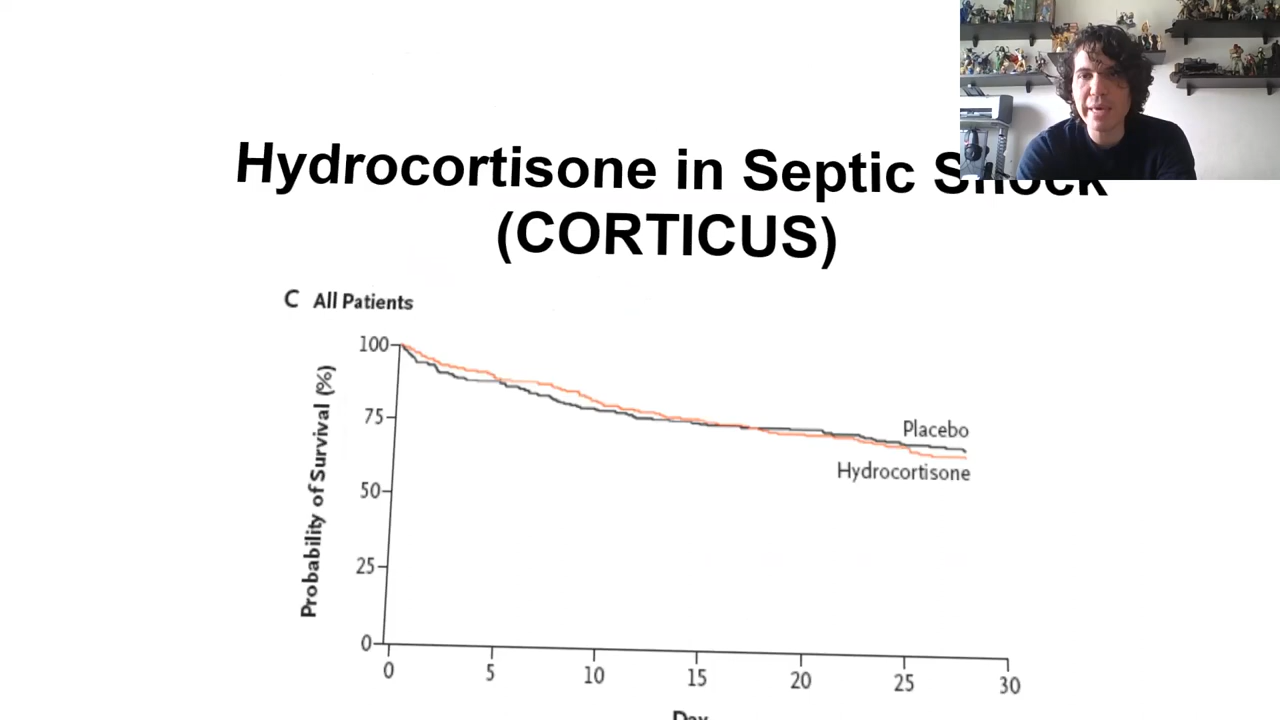 Hydrocortisone in Septic Shock
(CORTICUS)
C All Patients
Probability of Survival (%)
100
75
50
25
0
Placebo
Hydrocortisone
0 5 10 15 20 25 30
Day